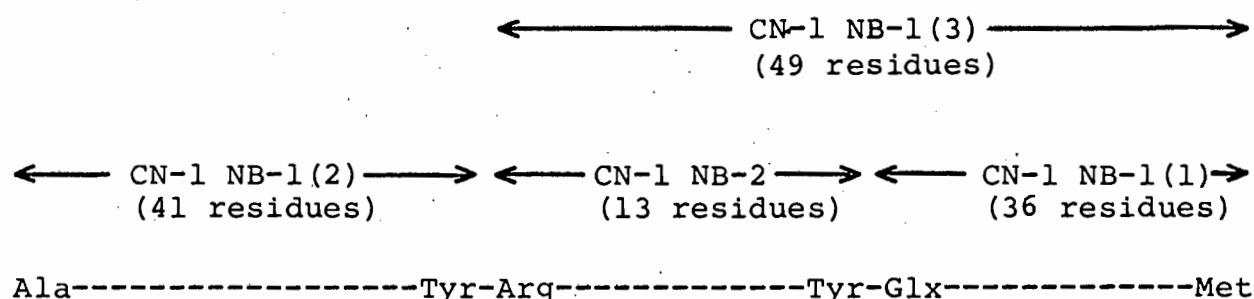 CN-1 NB-1(3)
(49 residues)
CN-1 NB-1(2) CN-1 NB-2 CN-1 NB-1(1)
(41 residues) (13 residues) (36 residues)
Ala------------------Tyr-Arg-------------Tyr-Glx-------------Met